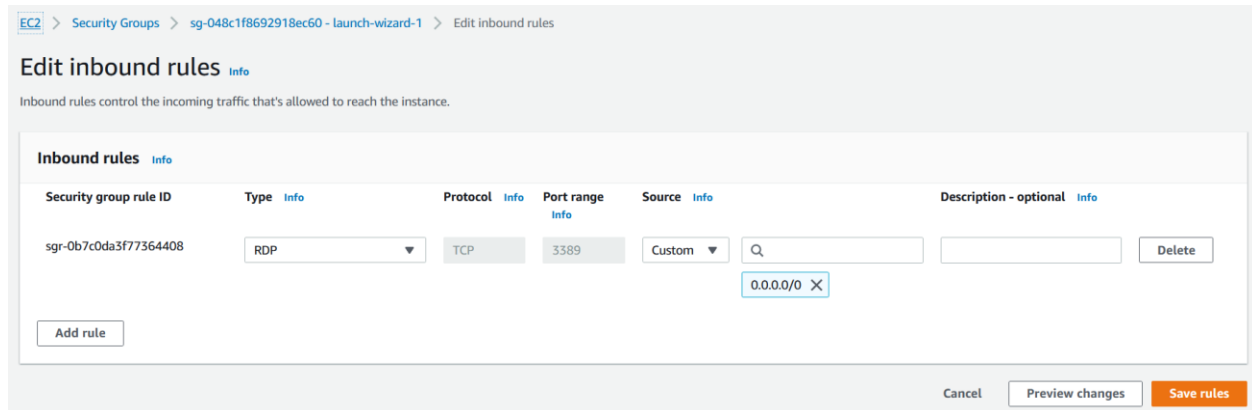 EC2 > Security Groups > sg-048c1f8692918ec60 - launch-wizard-1 > Edit inbound rules
Edit inbound rules Info
Inbound rules control the incoming traffic that's allowed to reach the instance.
Inbound rules Info
Security group rule ID Type Info Protocol Info Port range Info Source Info Description - optional Info
sgr-0b7c0da3f77364408 RDP TCP 3389 Custom Delete
0.0.0.0/0
Add rule
Cancel Preview changes Save rules